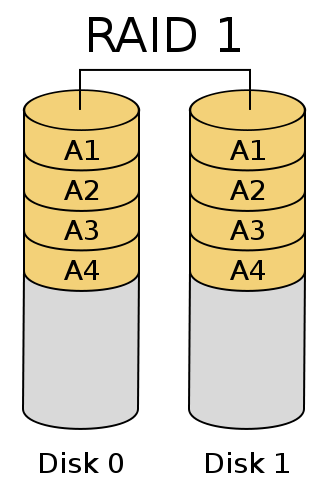 RAID 1
A1 A1
A2 A2
A3 A3
A4 A4
Disk 0 Disk 1